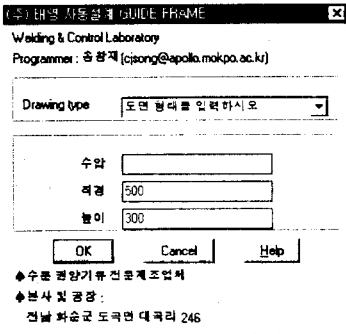 (주) 태영 자동설계 GUIDE FRAME
Welding & Control Laboratory
Programmer : 송환재 (cjsong@apollo.mokpo.ac.kr)
Drawing type 도면 형태를 입력하시오
수압
직경 500
높이 300
OK Cancel Help
♠수문 권양기류 전문제조업체
♠본사 및 공장 :
전남 화순군 도곡면 대곡리 246